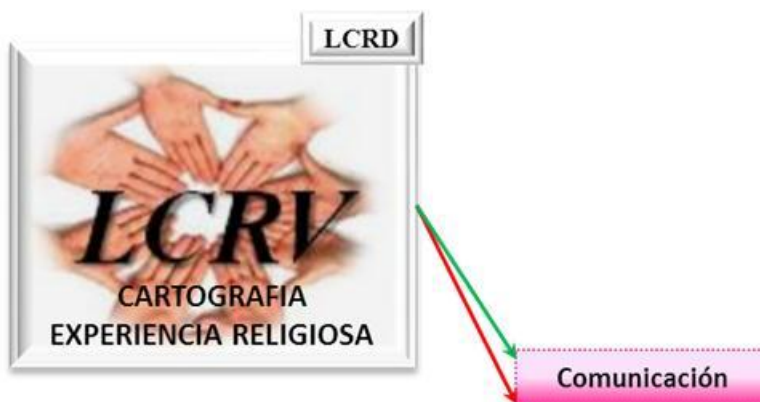 LCRD
LCRV
CARTOGRAFIA
EXPERIENCIA RELIGIOSA
Comunicación